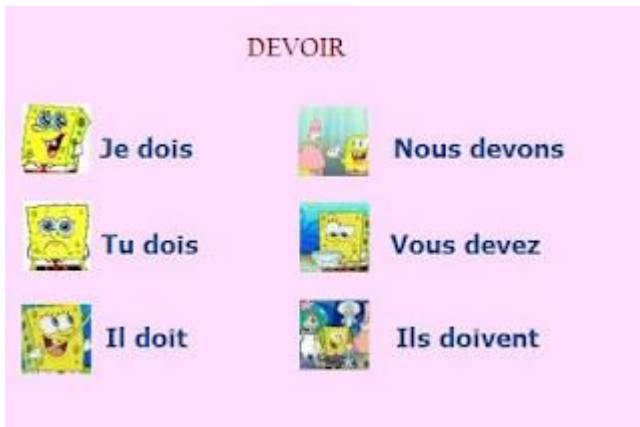 DEVOIR
Je dois
Nous devons
Tu dois
Vous devez
Il doit
Ils doivent